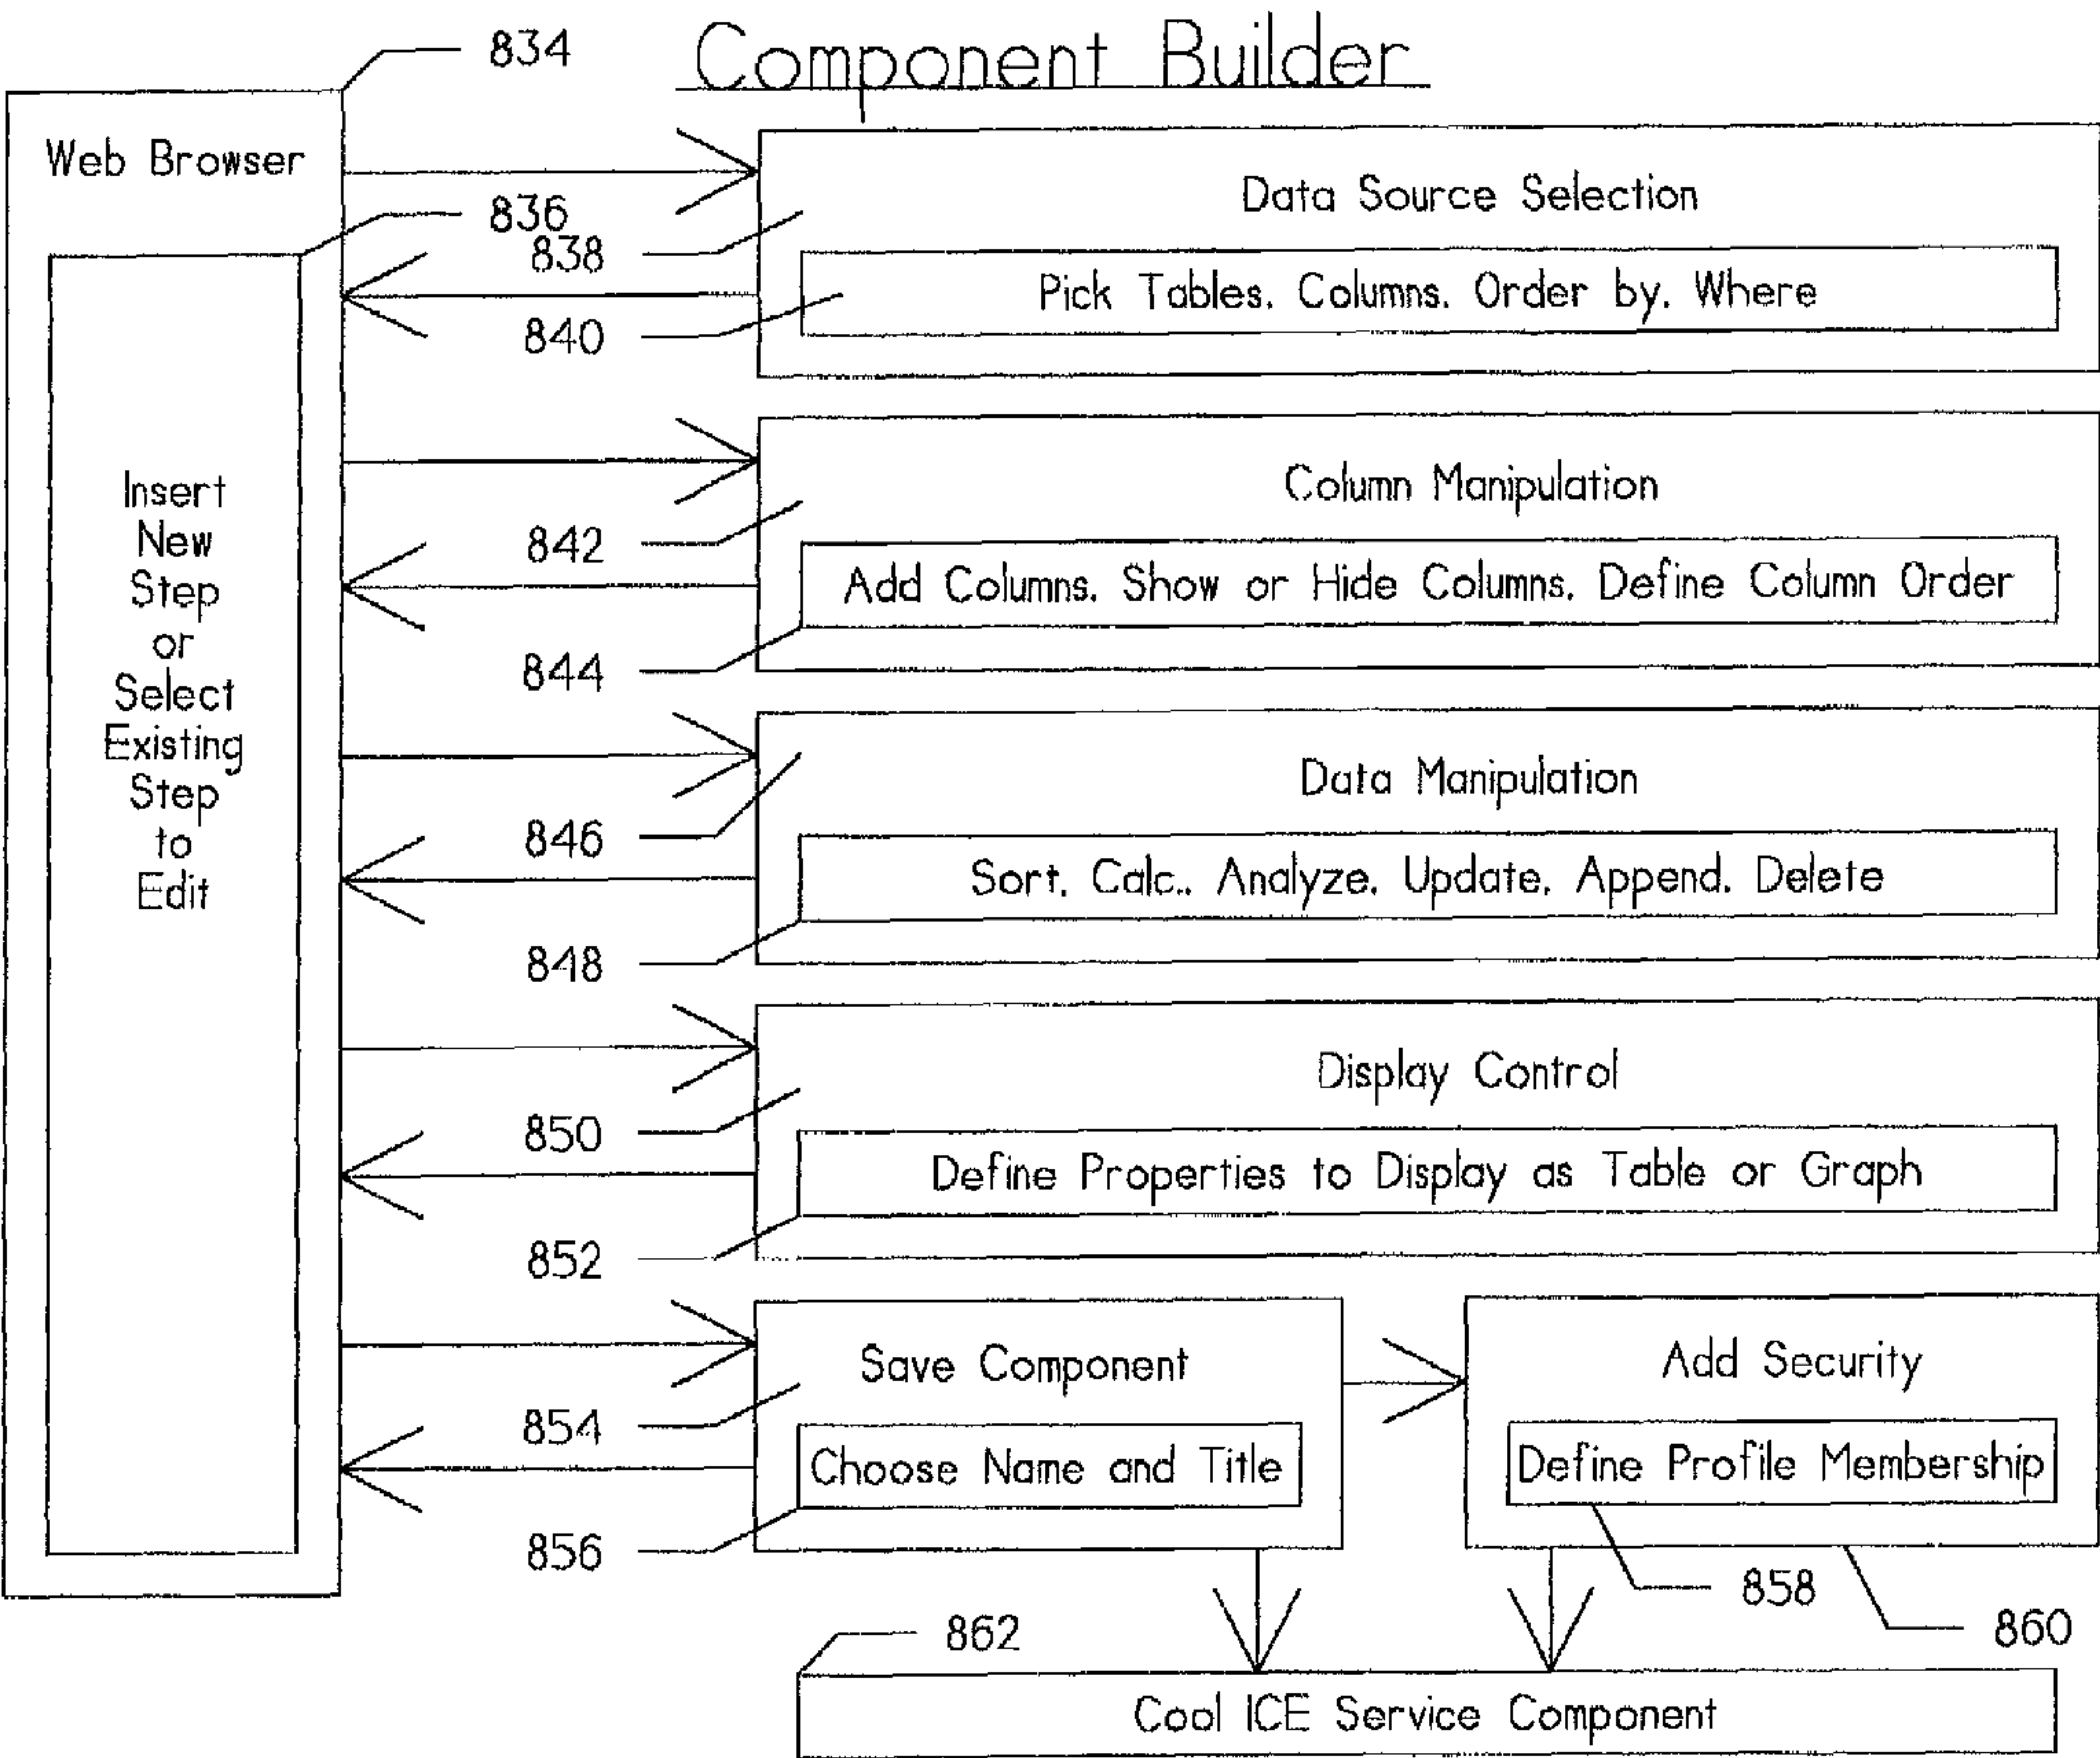 Component Builder
834
Web Browser
836
Insert
New
Step
or
Select
Existing
Step
to
Edit
Data Source Selection
838
Pick Tables. Columns. Order by. Where
840
Column Manipulation
842
Add Columns. Show or Hide Columns. Define Column Order
844
Data Manipulation
846
Sort. Calc.. Analyze. Update. Append. Delete
848
Display Control
850
Define Properties to Display as Table or Graph
852
Save Component
854
Choose Name and Title
856
Add Security
Define Profile Membership
858
860
862
Cool ICE Service Component